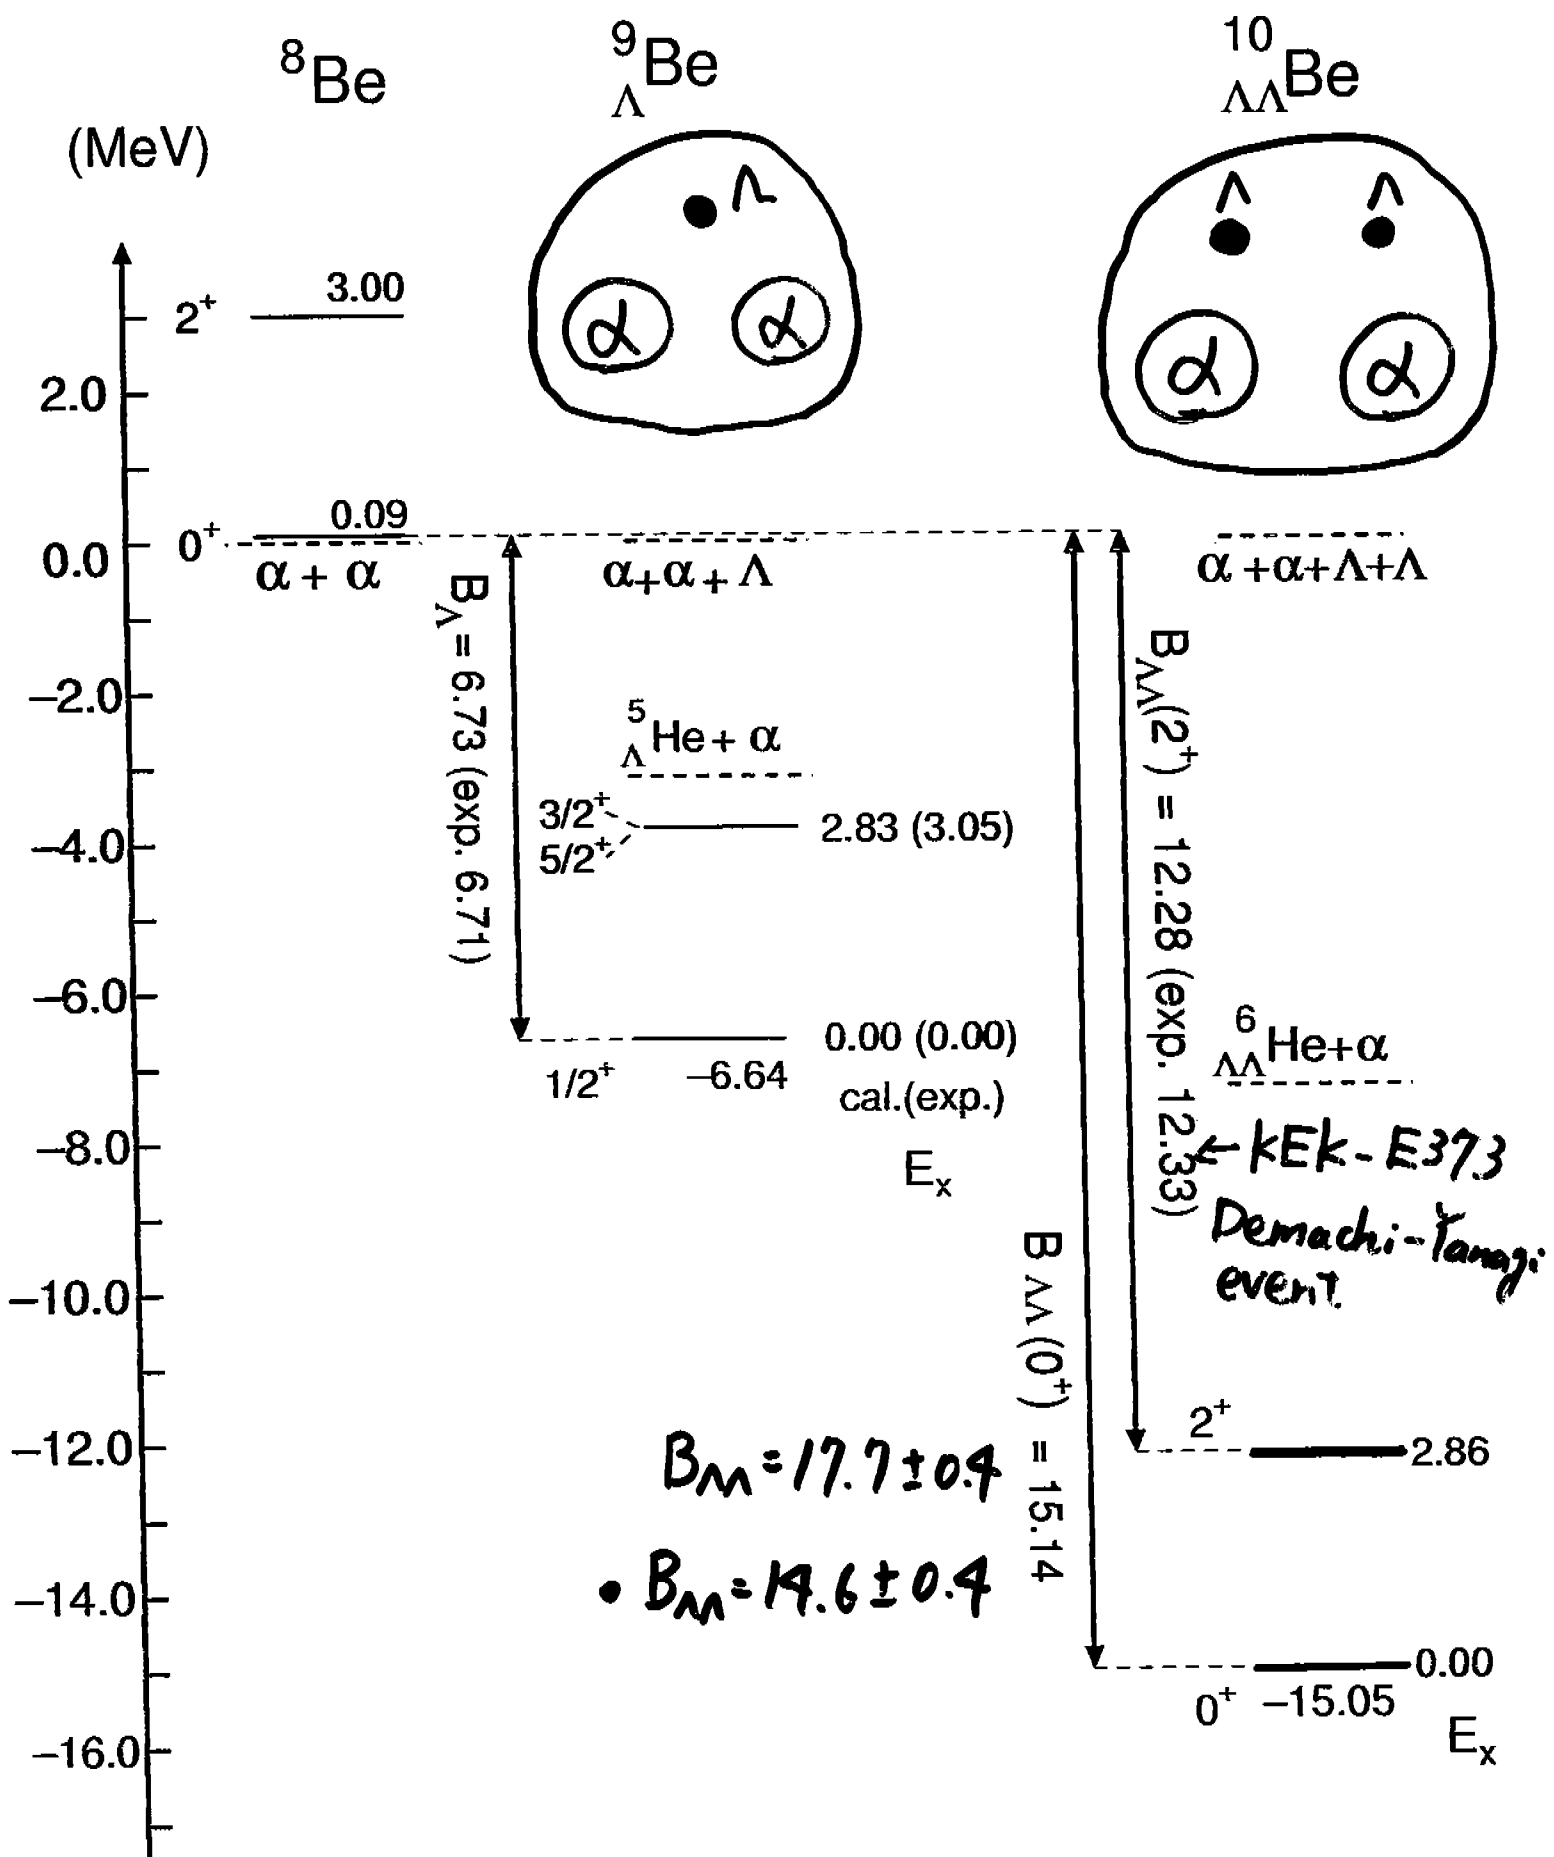 ⁸Be
⁹ΛBe
¹⁰ΛΛBe
(MeV)
Λ
α α
Λ Λ
α α
2⁺ 3.00
2.0
0⁺ 0.09
0.0
α + α
α+α+Λ
α+α+Λ+Λ
BΛ = 6.73 (exp. 6.71)
BΛΛ(2⁺) = 12.28 (exp. 12.33)
BΛΛ(0⁺) = 15.14
−2.0
⁵ΛHe + α
3/2⁺
5/2⁺
2.83 (3.05)
−4.0
−6.0
1/2⁺ −6.64
0.00 (0.00)
cal.(exp.)
Ex
⁶ΛΛHe+α
−8.0
← KEK-E373
Demachi-Yanagi
event.
−10.0
−12.0
2⁺ 2.86
BΛΛ=17.7±0.4
• BΛΛ=14.6±0.4
−14.0
0.00
0⁺ −15.05
Ex
−16.0